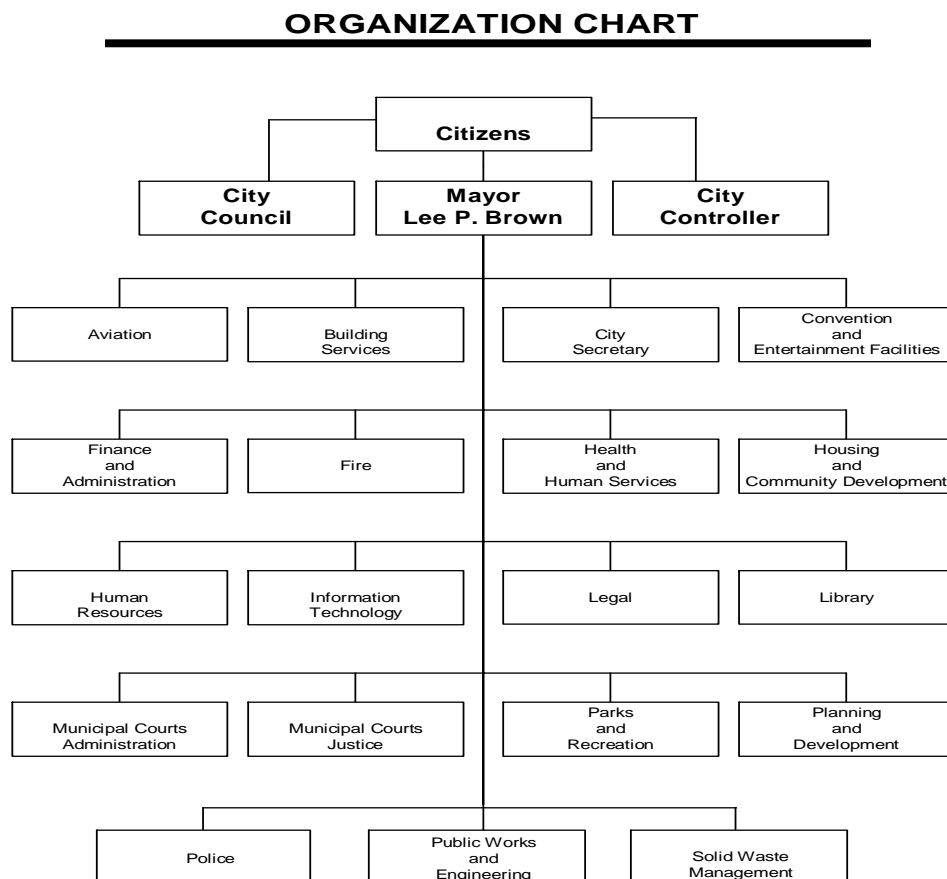 ORGANIZATION CHART
Citizens
City
Council
Mayor
Lee P. Brown
City
Controller
Aviation
Building
Services
City
Secretary
Convention
and
Entertainment Facilities
Finance
and
Administration
Fire
Health
and
Human Services
Housing
and
Community Development
Human
Resources
Information
Technology
Legal
Library
Municipal Courts
Administration
Municipal Courts
Justice
Parks
and
Recreation
Planning
and
Development
Police
Public Works
and
Engineering
Solid Waste
Management